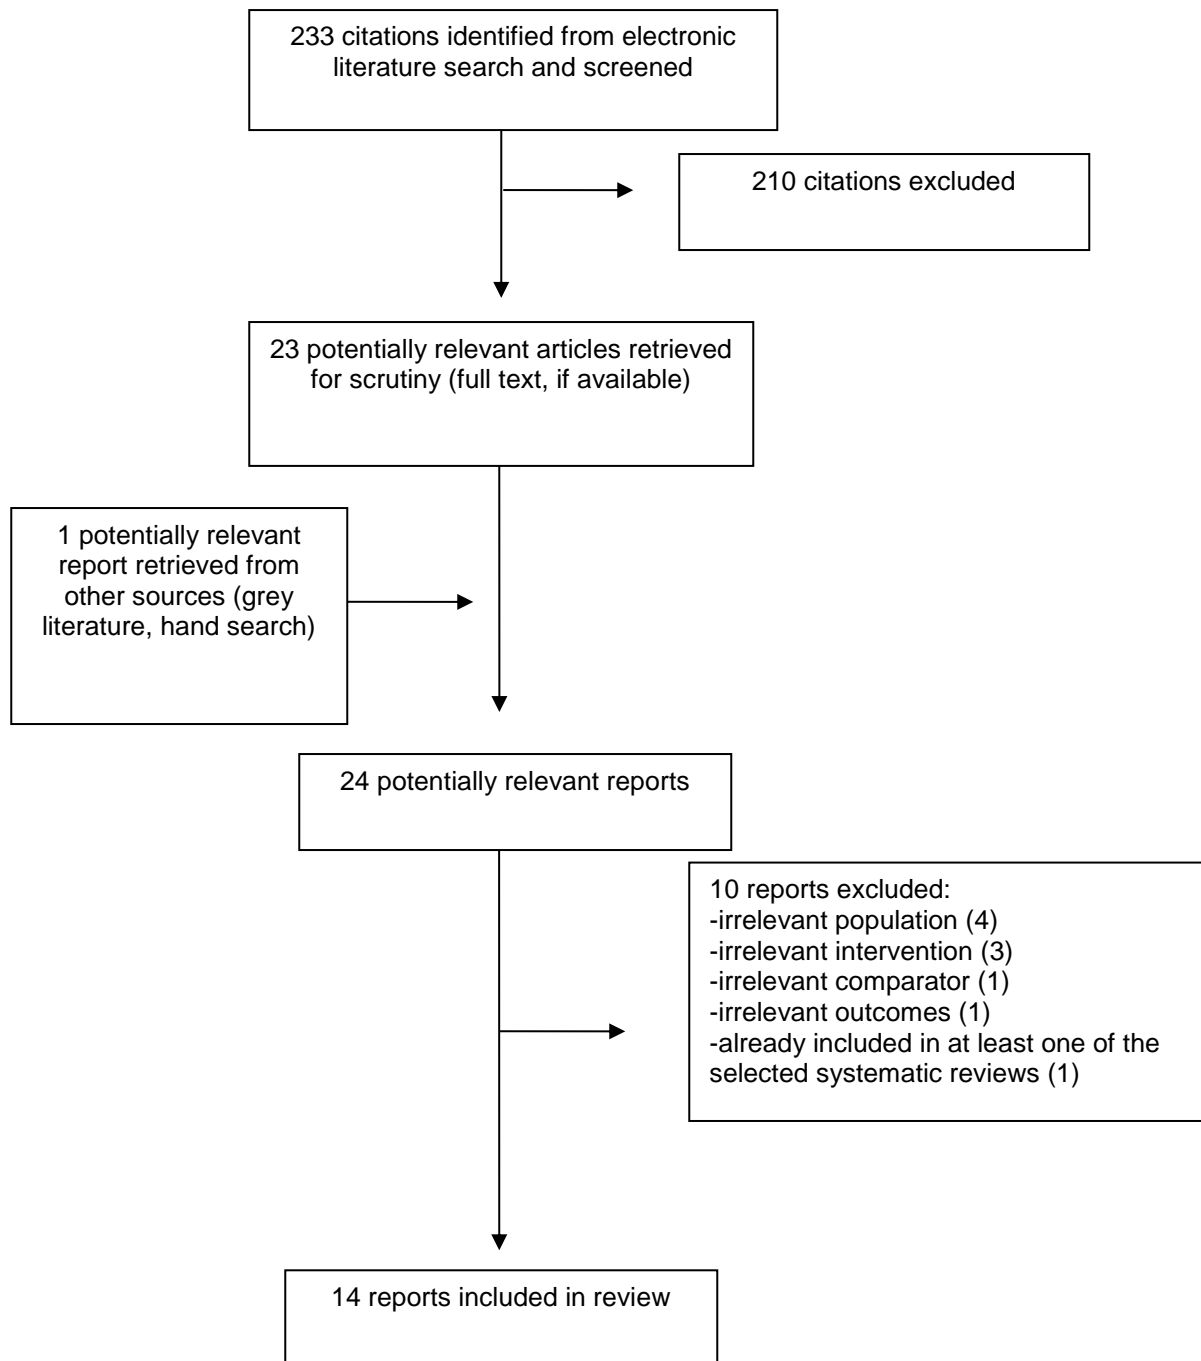 233 citations identified from electronic
literature search and screened
210 citations excluded
23 potentially relevant articles retrieved
for scrutiny (full text, if available)
1 potentially relevant
report retrieved from
other sources (grey
literature, hand search)
24 potentially relevant reports
10 reports excluded:
-irrelevant population (4)
-irrelevant intervention (3)
-irrelevant comparator (1)
-irrelevant outcomes (1)
-already included in at least one of the
selected systematic reviews (1)
14 reports included in review